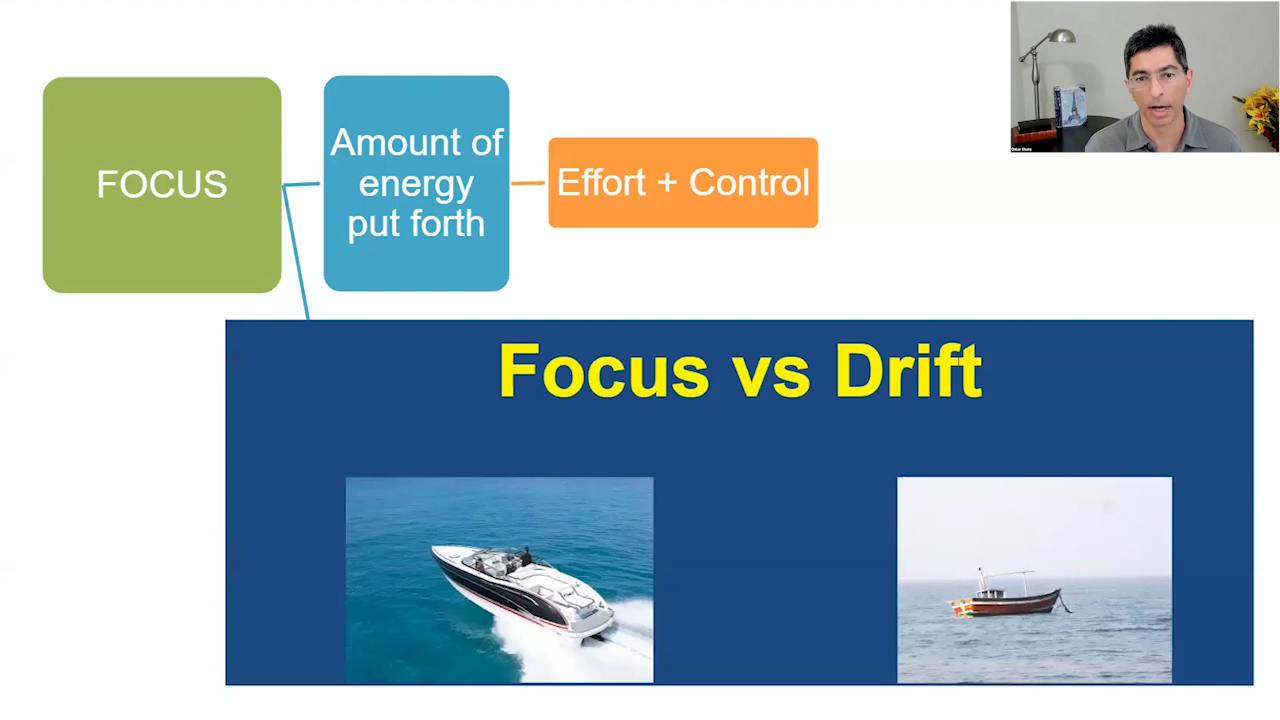 FOCUS
Amount of
energy
put forth
Effort + Control
Focus vs Drift